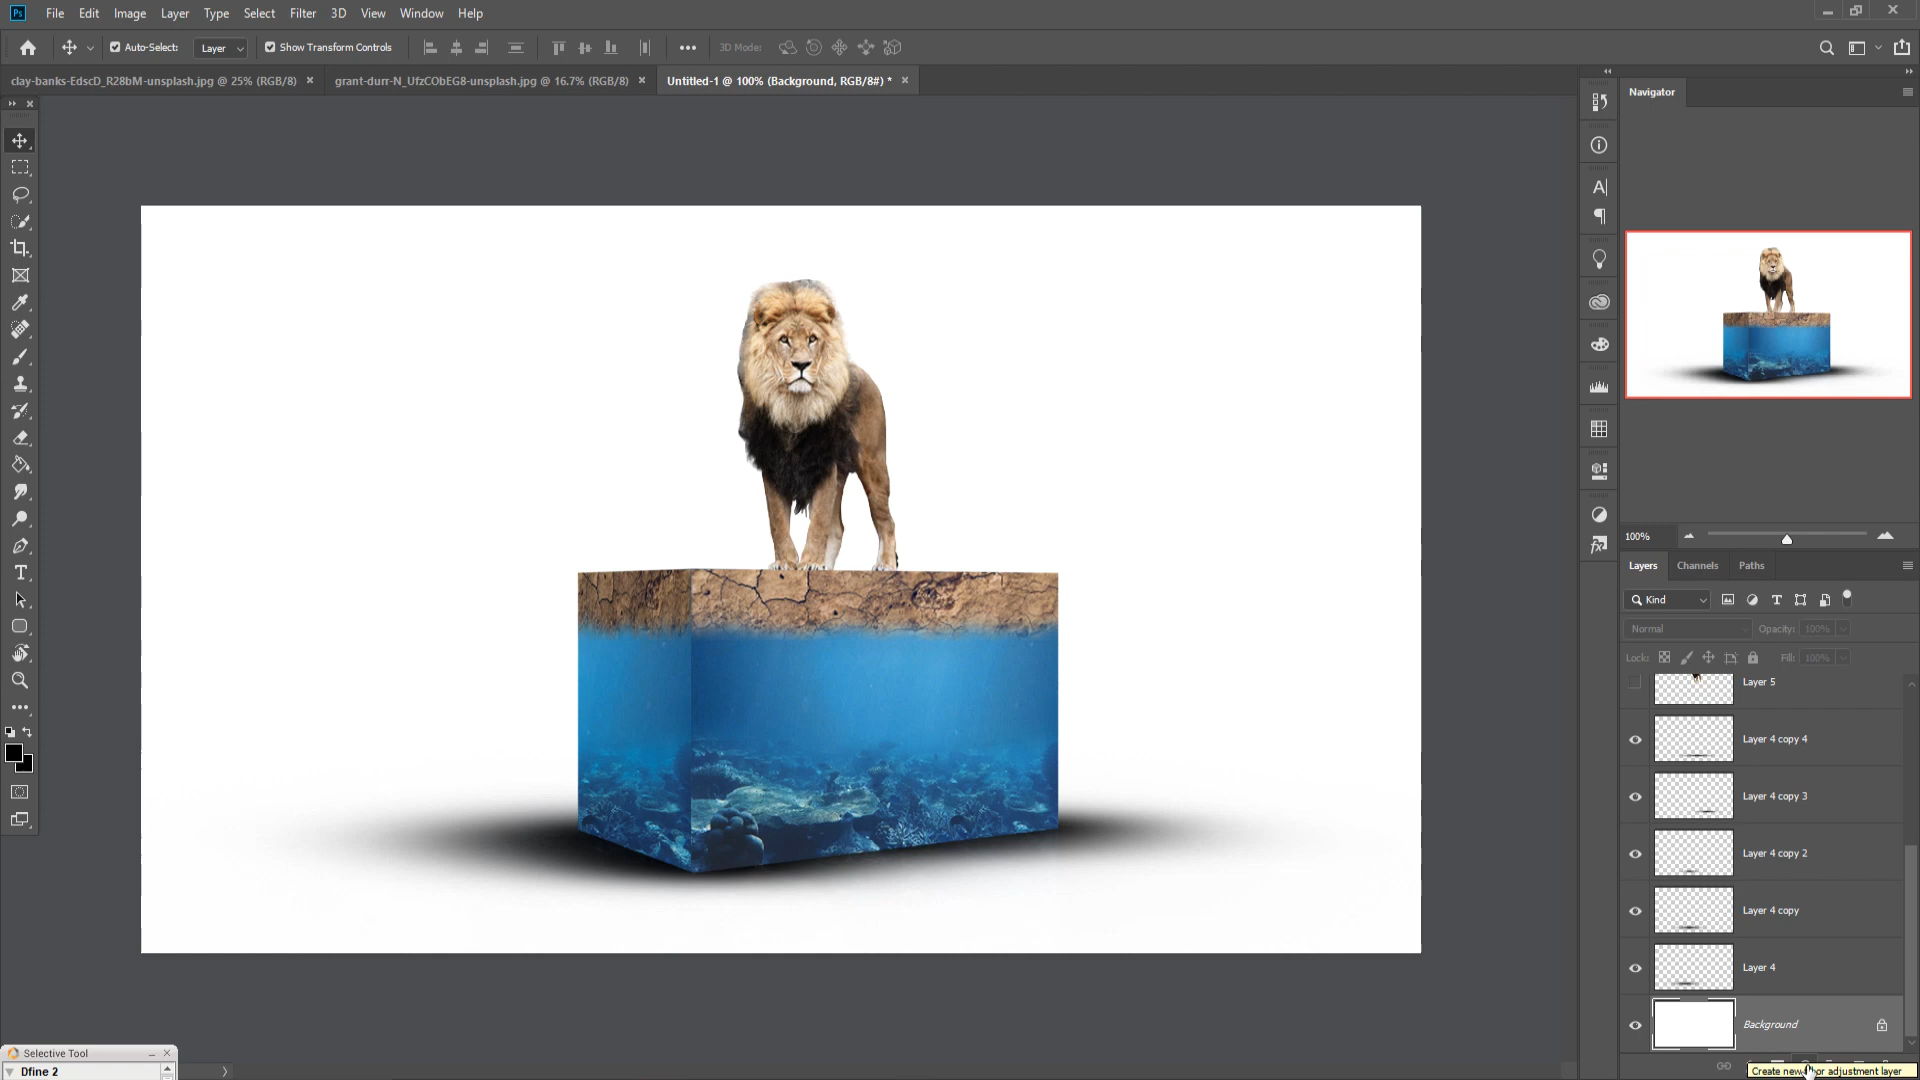 Ps File Edit Image Layer Type Select Filter 3D View Window Help
Auto-Select: Layer Show Transform Controls 3D Mode:
clay-banks-EdscD_R28bM-unsplash.jpg @ 25% (RGB/8) grant-durr-N_UfzCObEG8-unsplash.jpg @ 16.7% (RGB/8) Untitled-1 @ 100% (Background, RGB/8#) *
Navigator
100%
Layers Channels Paths
Kind
Normal Opacity: 100%
Lock: Fill: 100%
Layer 5
Layer 4 copy 4
Layer 4 copy 3
Layer 4 copy 2
Layer 4 copy
Layer 4
Background
Selective Tool
Dfine 2
Create new or adjustment layer